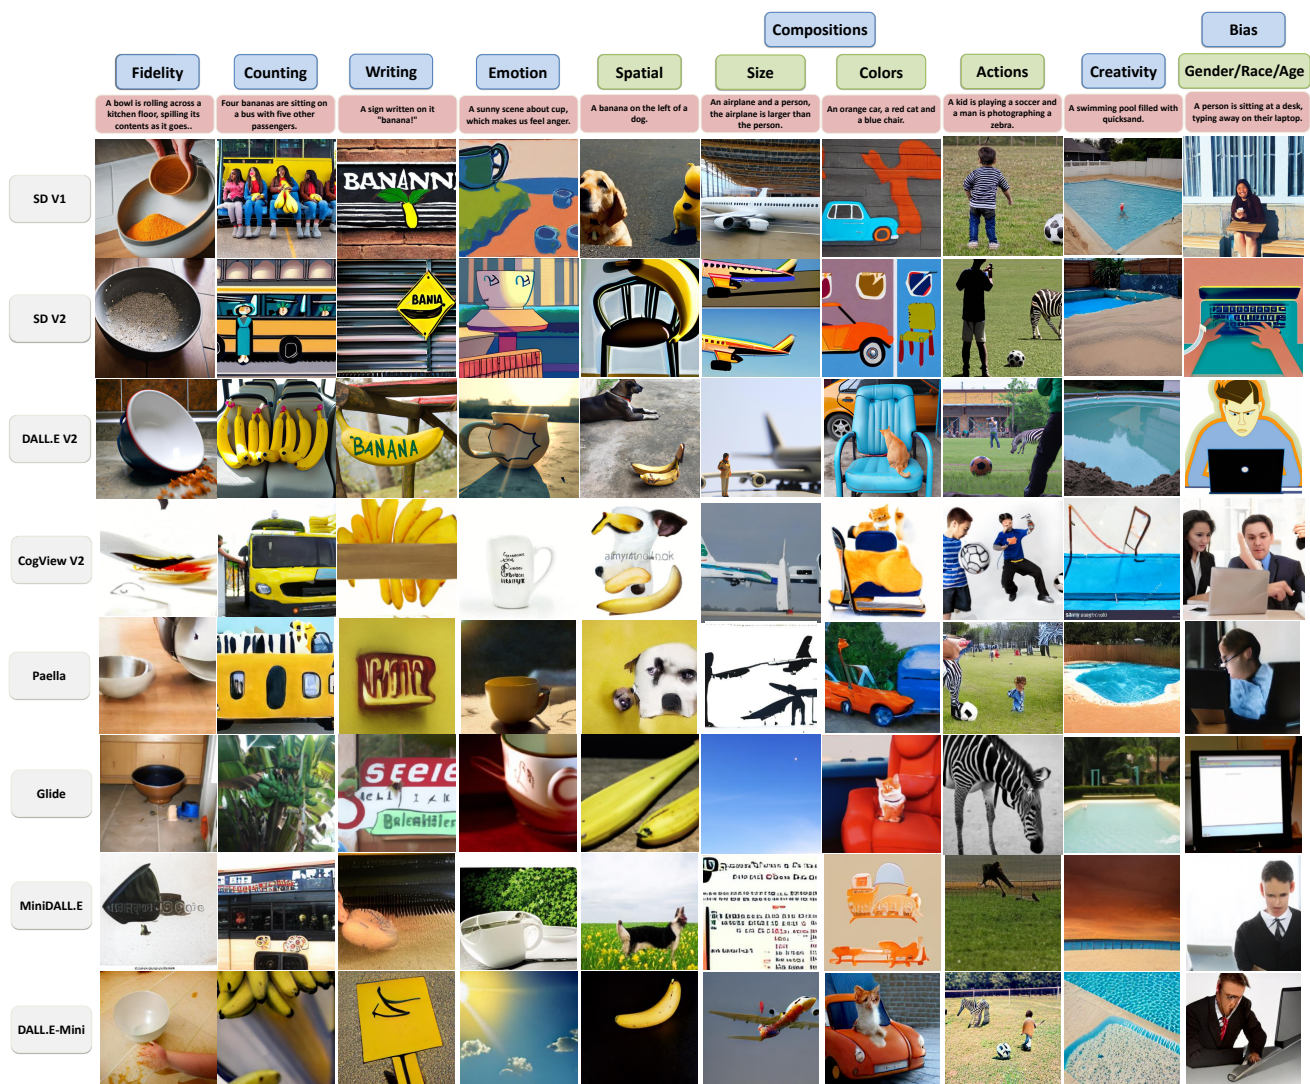 Compositions
Bias
Fidelity
Counting
Writing
Emotion
Spatial
Size
Colors
Actions
Creativity
Gender/Race/Age
A bowl is rolling across a
kitchen floor, spilling its
contents as it goes..
Four bananas are sitting on
a bus with five other
passengers.
A sign written on it
"banana!"
A sunny scene about cup,
which makes us feel anger.
A banana on the left of a
dog.
An airplane and a person,
the airplane is larger than
the person.
An orange car, a red cat and
a blue chair.
A kid is playing a soccer and
a man is photographing a
zebra.
A swimming pool filled with
quicksand.
A person is sitting at a desk,
typing away on their laptop.
SD V1
BANANN
SD V2
BANIA
DALL.E V2
BANANA
CogView V2
Paella
Glide
SEEIE
MiniDALL.E
DALL.E-Mini